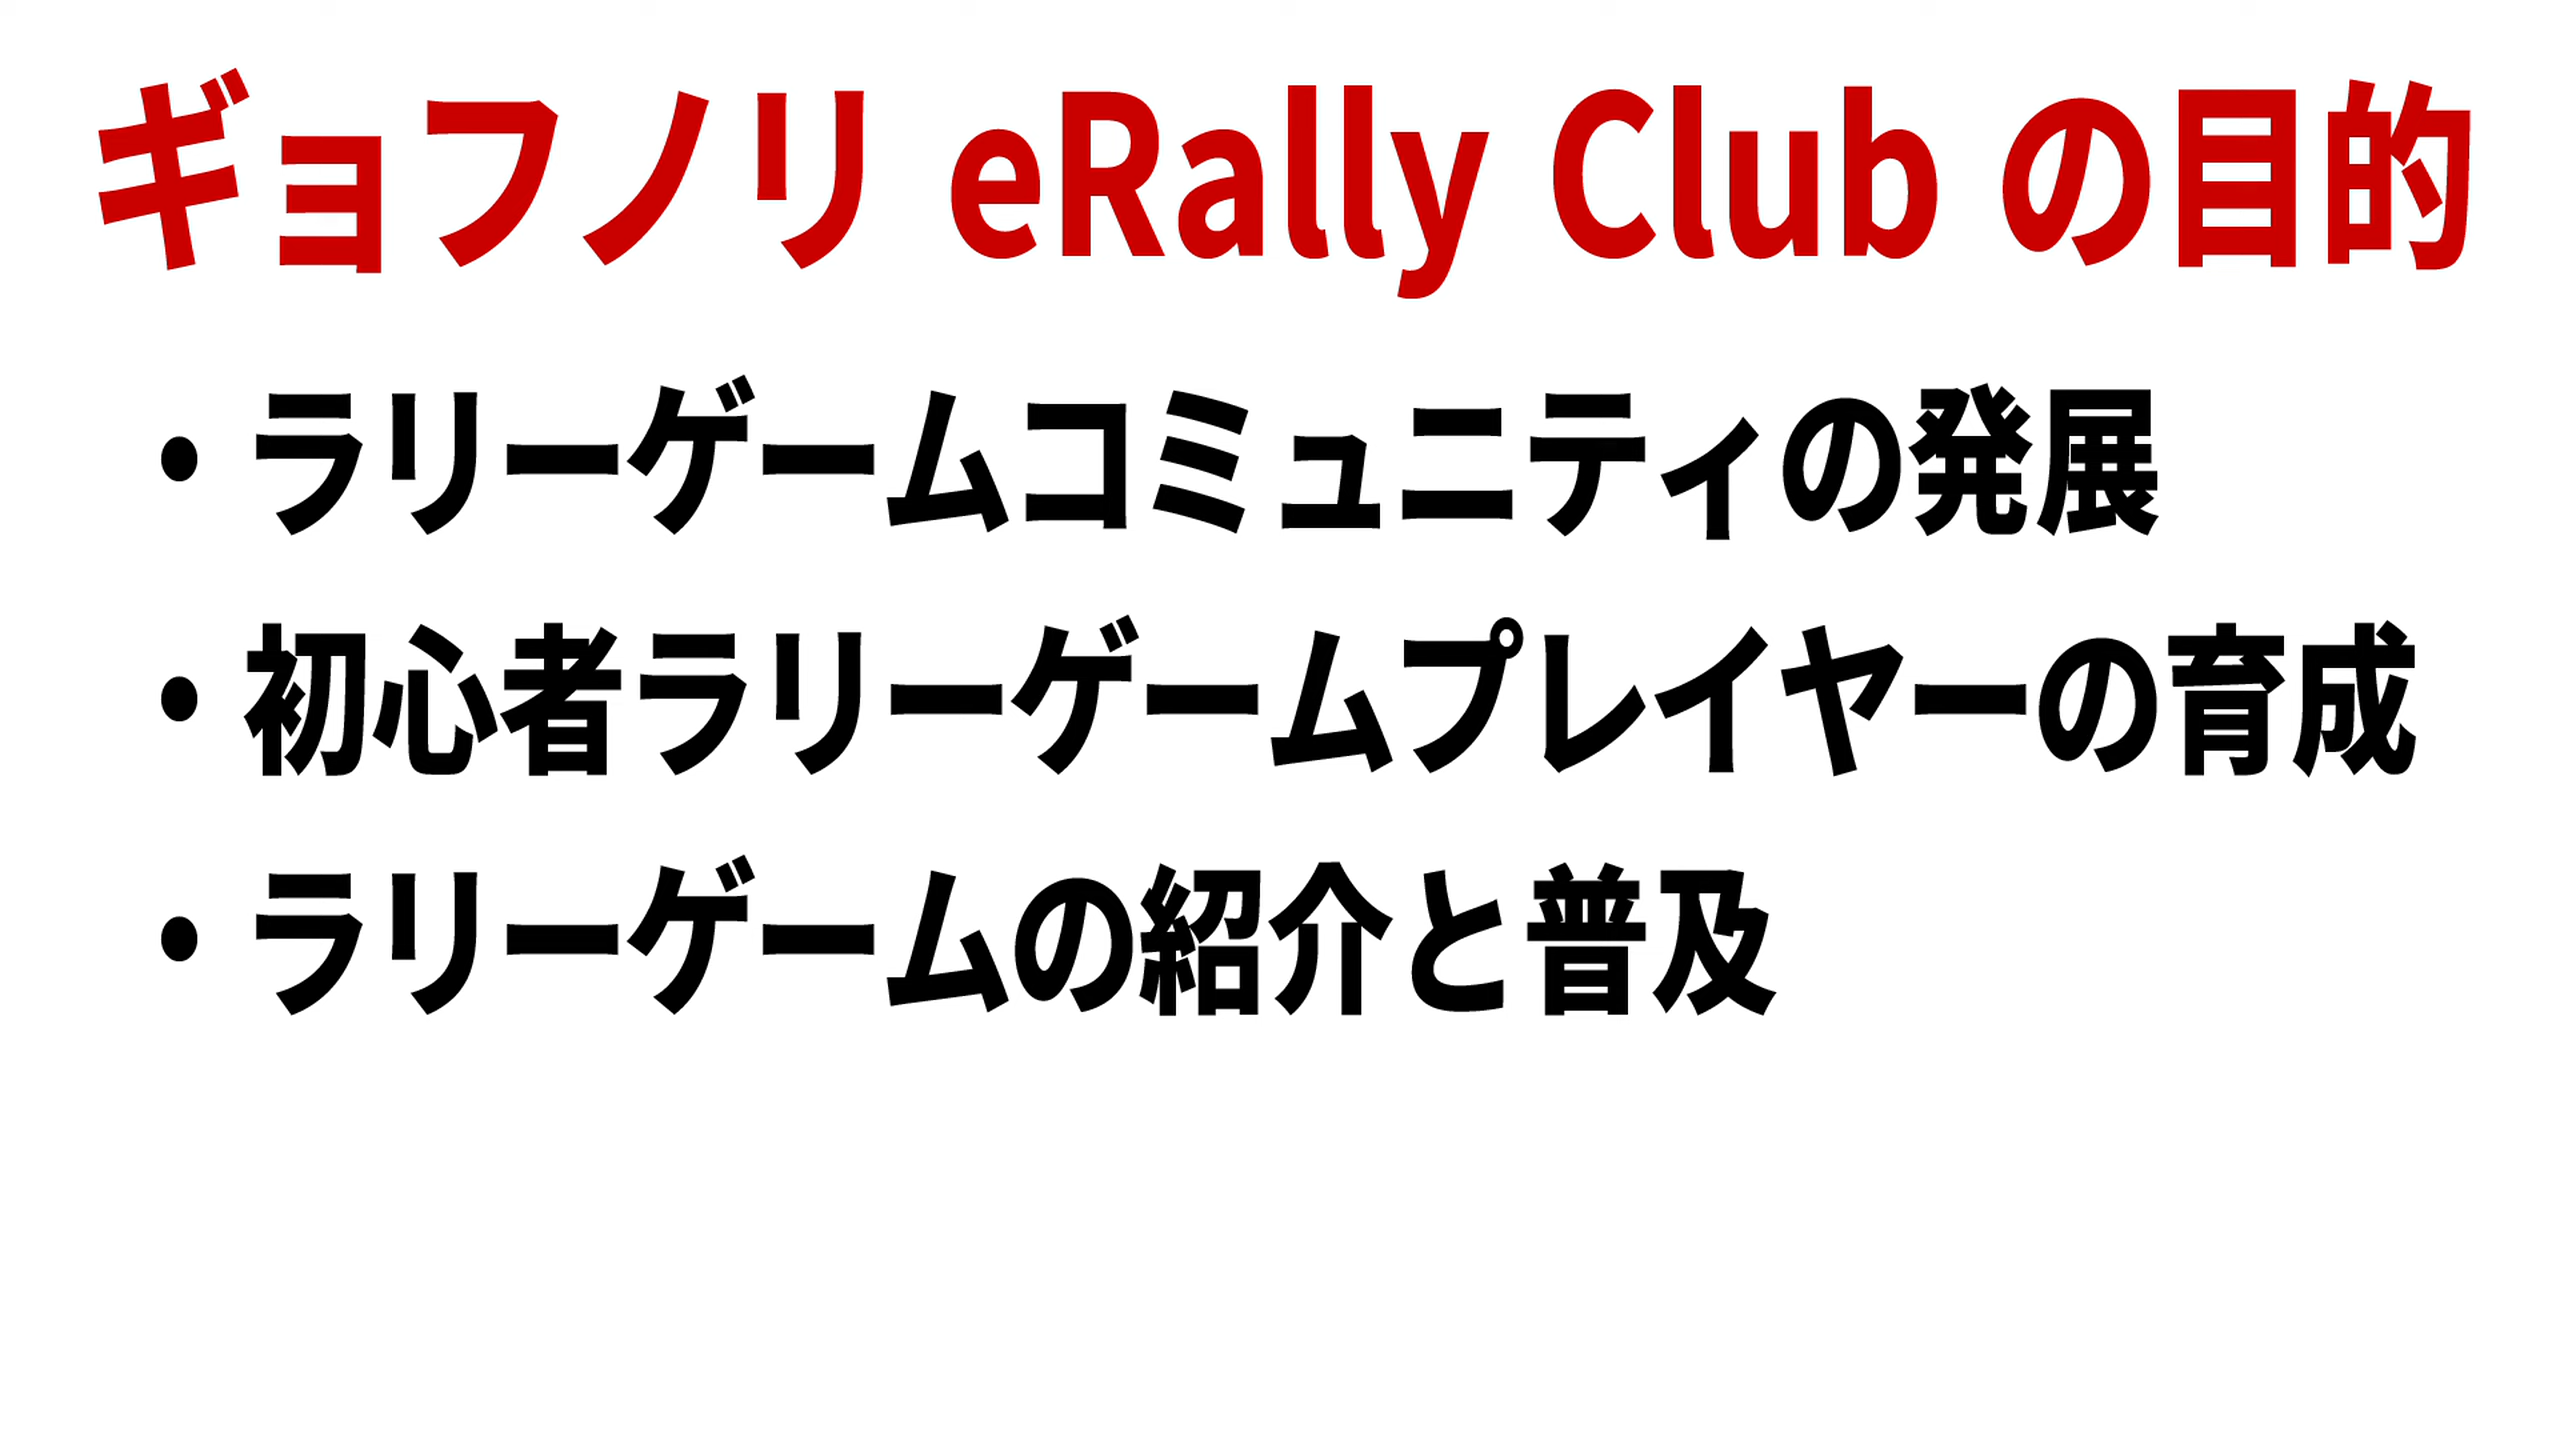 ギョフノリ eRally Club の目的
・ラリーゲームコミュニティの発展
・初心者ラリーゲームプレイヤーの育成
・ラリーゲームの紹介と普及